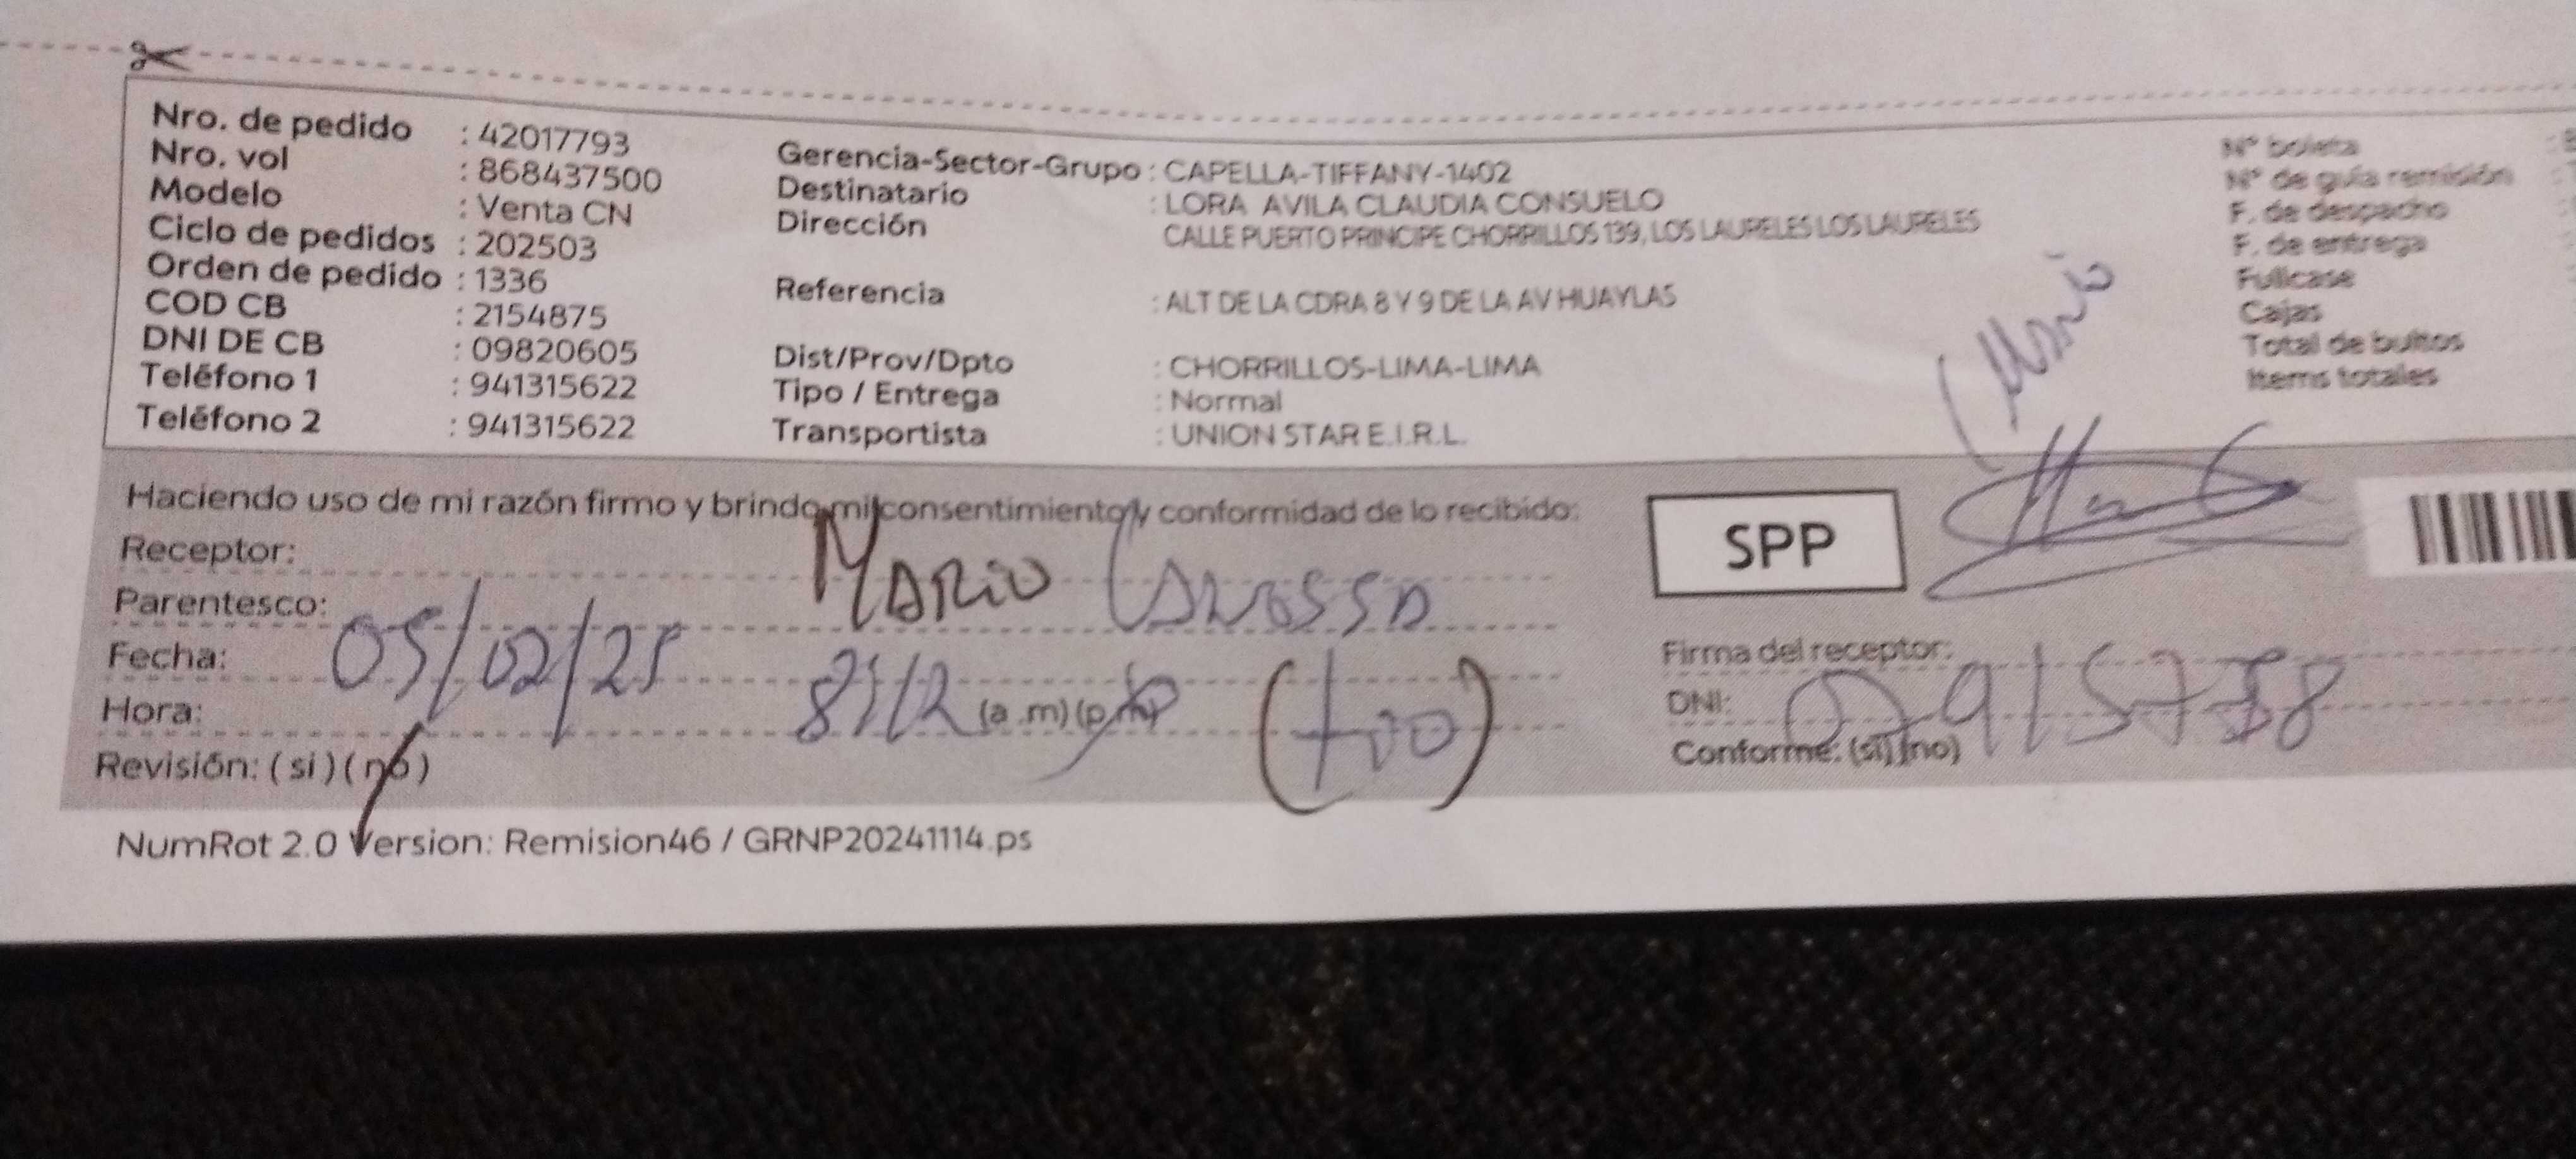 Nro. de pedido : 42017793
Nro. vol : 868437500
Modelo : Venta CN
Ciclo de pedidos : 202503
Orden de pedido : 1336
COD CB : 2154875
DNI DE CB : 09820605
Teléfono 1 : 941315622
Teléfono 2 : 941315622
Gerencia-Sector-Grupo : CAPELLA-TIFFANY-1402
Destinatario : LORA AVILA CLAUDIA CONSUELO
Dirección CALLE PUERTO PRINCIPE CHORRILLOS 139, LOS LAURELES LOS LAURELES
Referencia : ALT DE LA CDRA 8 Y 9 DE LA AV HUAYLAS
Dist/Prov/Dpto : CHORRILLOS-LIMA-LIMA
Tipo / Entrega : Normal
Transportista : UNION STAR E.I.R.L.
N° boleta
N° de guía remisión
F. de despacho
F. de entrega
Fullcase
Cajas
Total de bultos
Items totales
Haciendo uso de mi razón firmo y brindo mi consentimiento y conformidad de lo recibido:
Receptor: MARIO
Parentesco:
Fecha: 05/02/25
Hora: (a .m) (p.m)
Revisión: ( si ) ( no )
SPP
Firma del receptor:
DNI:
Conforme: (si) (no)
NumRot 2.0 Version: Remision46 / GRNP20241114.ps